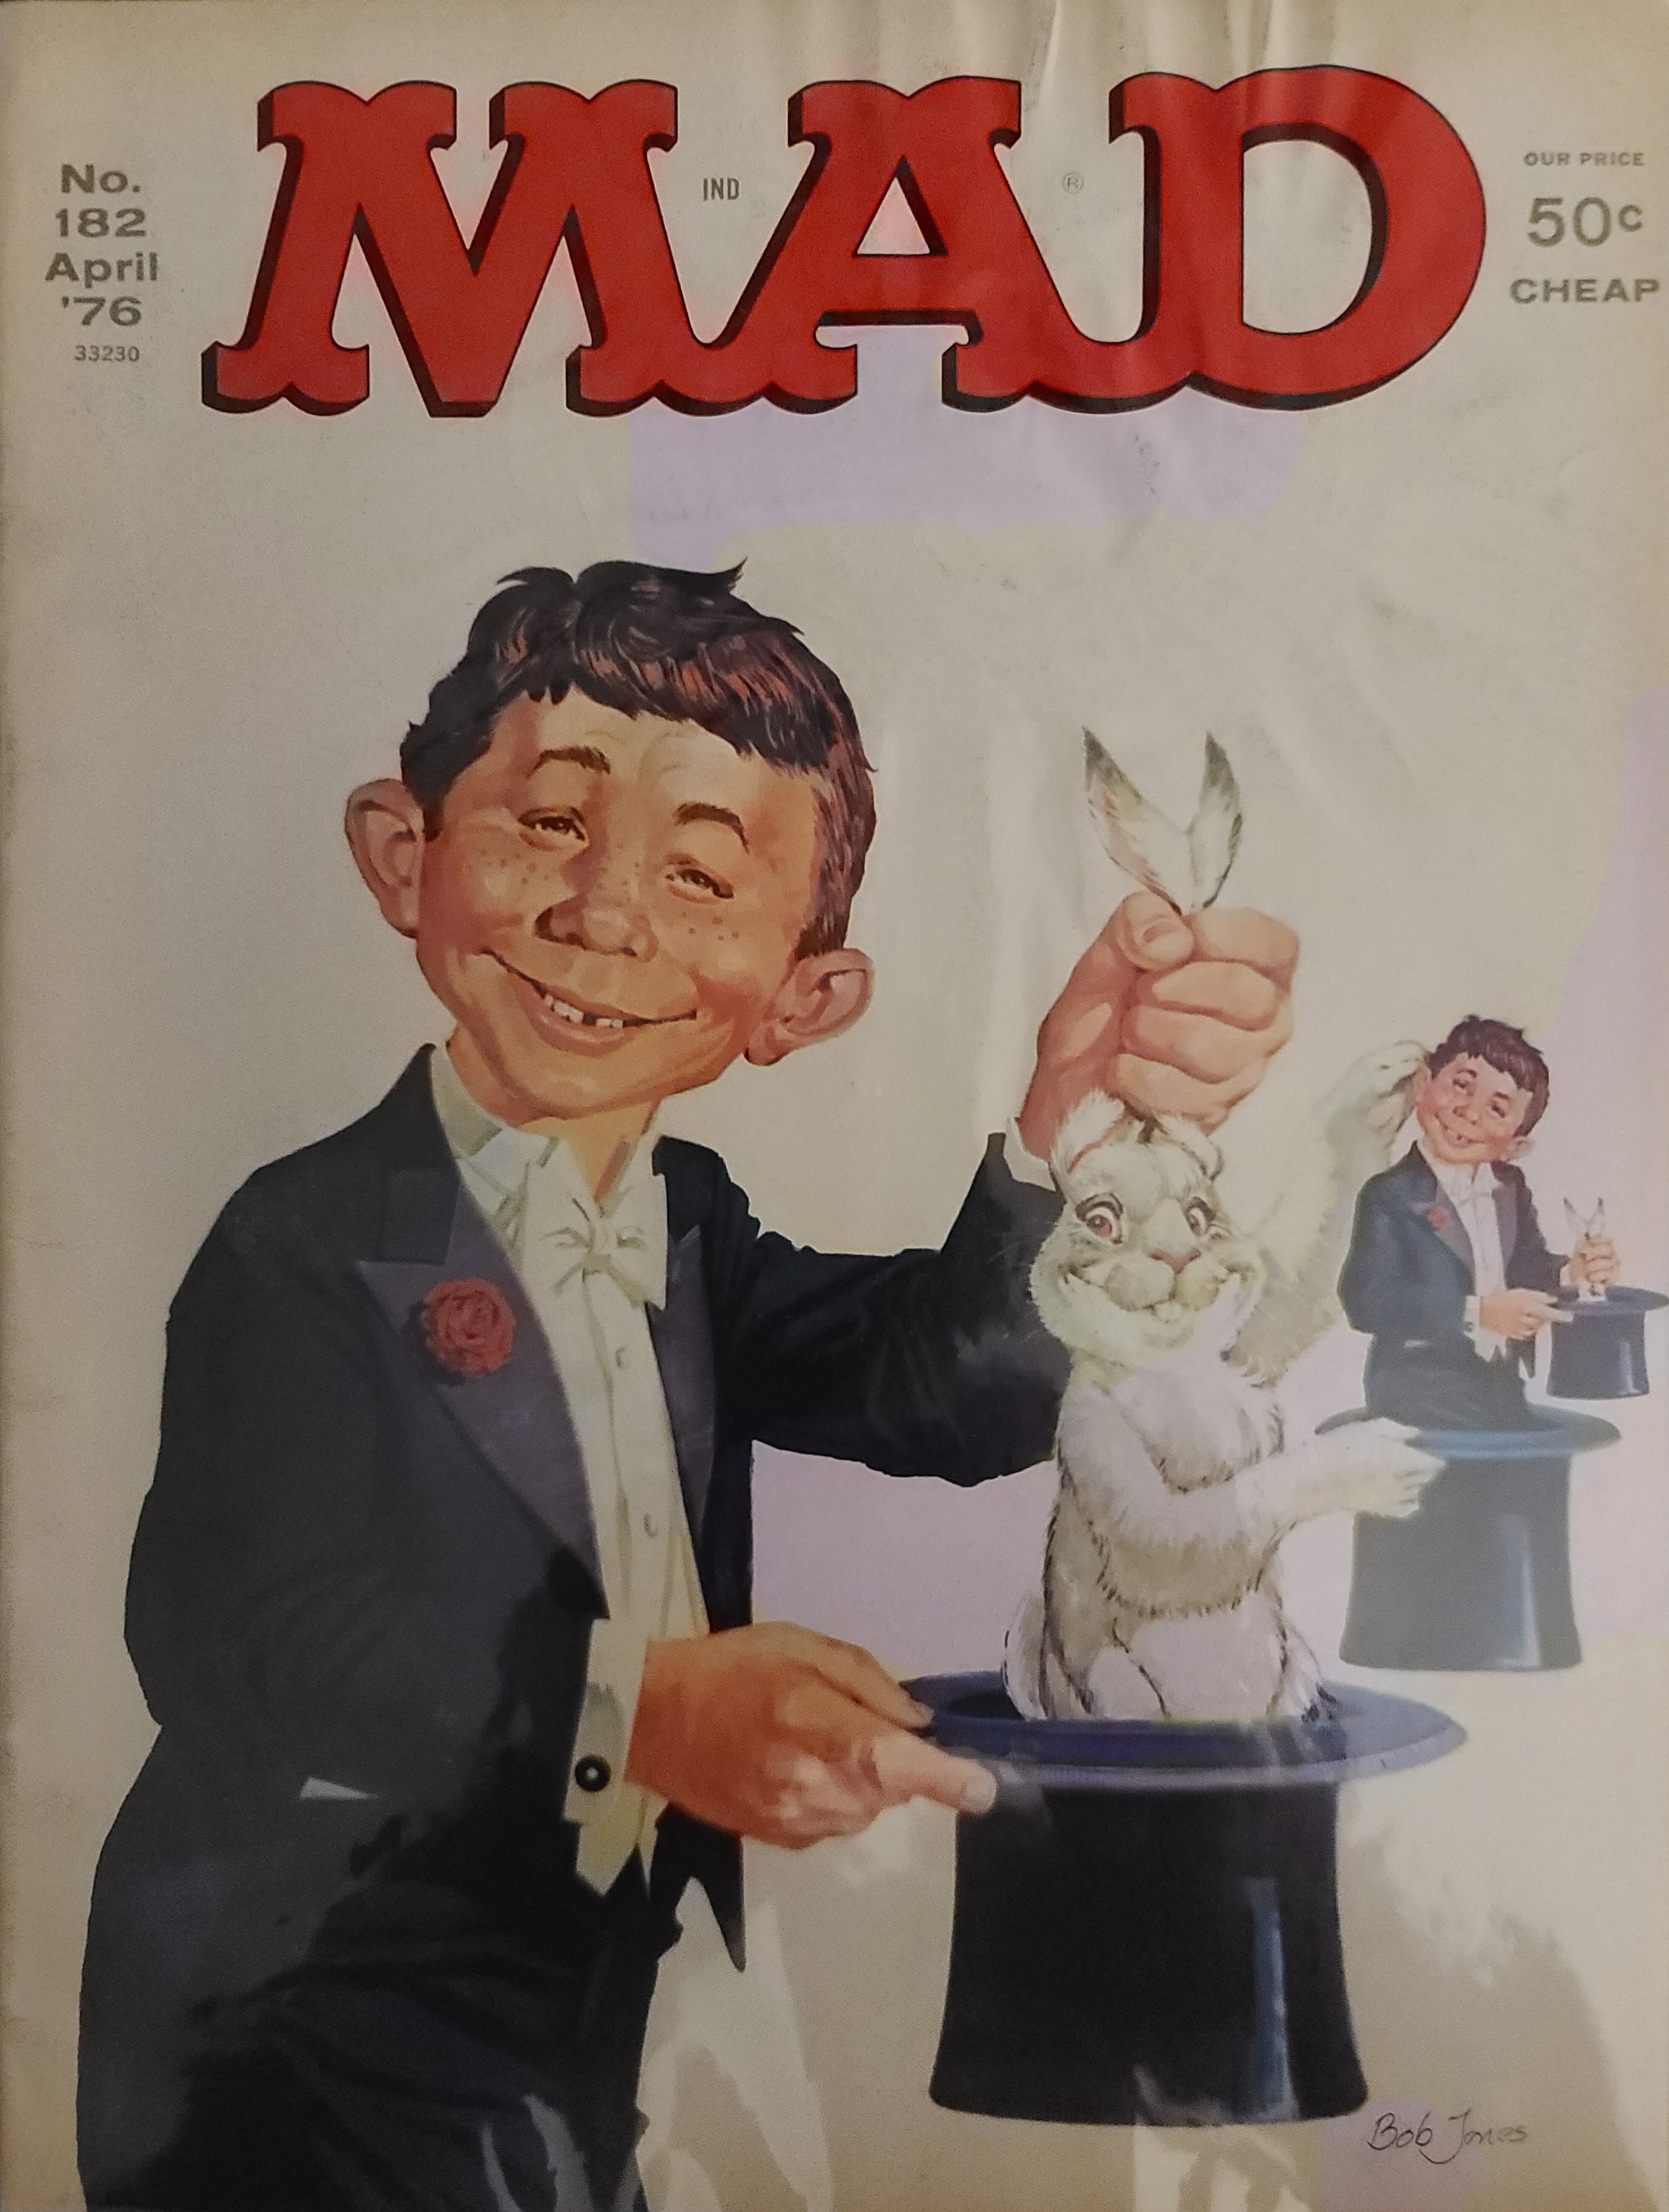 MAD
IND
®
No.
182
April
'76
33230
OUR PRICE
50c
CHEAP
Bob Jones